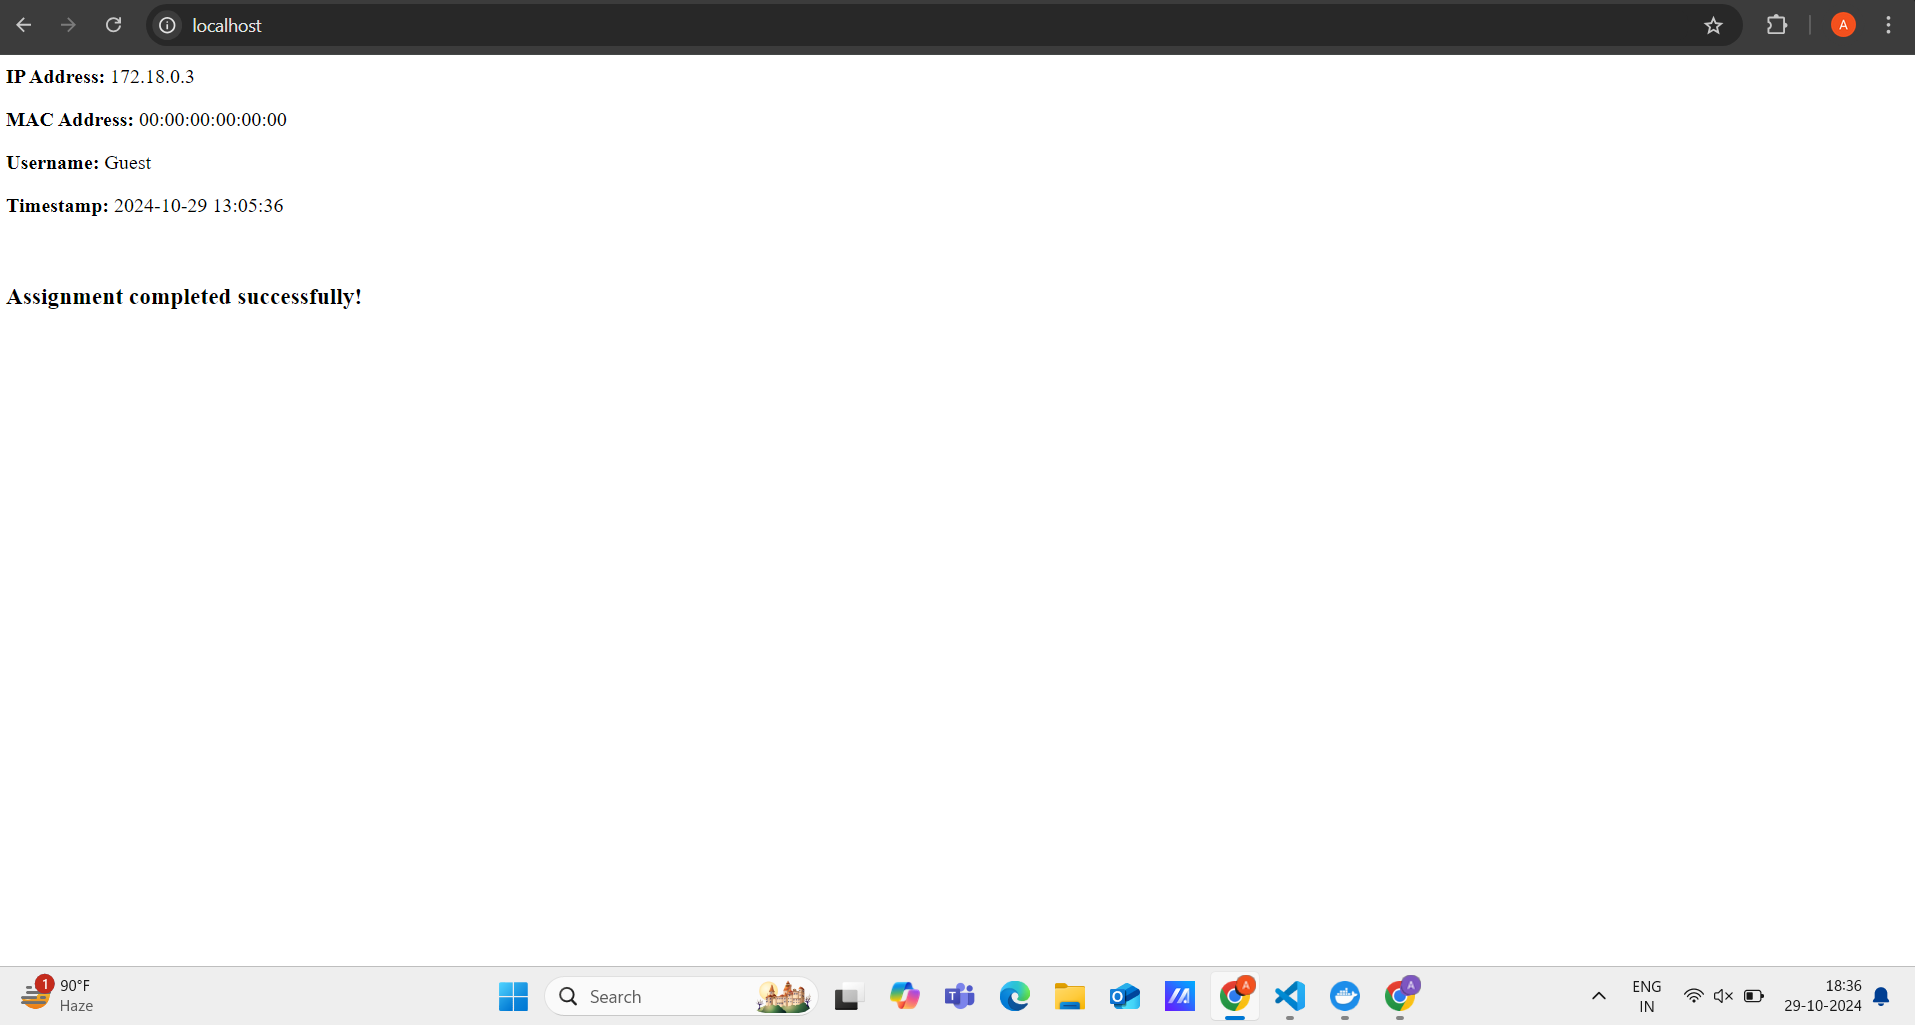 localhost
A
IP Address: 172.18.0.3
MAC Address: 00:00:00:00:00:00
Username: Guest
Timestamp: 2024-10-29 13:05:36
Assignment completed successfully!
1
90°F
Haze
Search
A
A
ENG
IN
18:36
29-10-2024